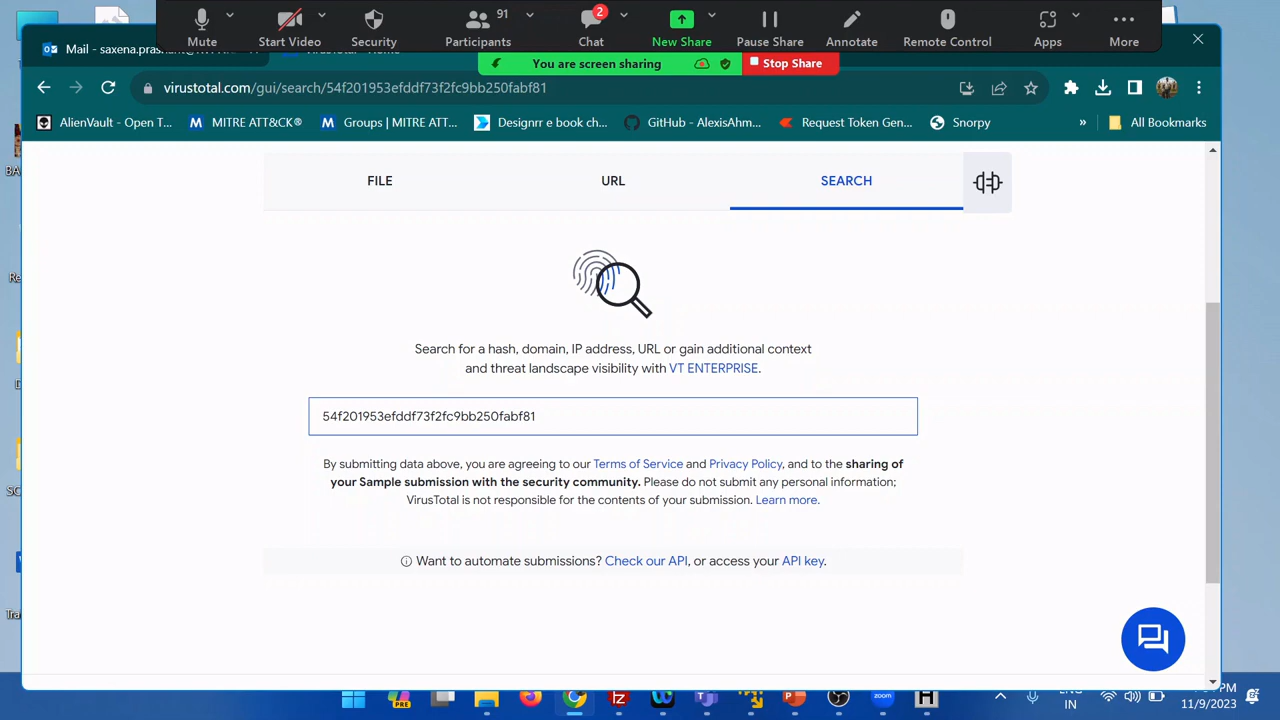 Mute
Start Video
Security
91
Participants
2
Chat
New Share
Pause Share
Annotate
Remote Control
Apps
More
Mail -
You are screen sharing
Stop Share
virustotal.com/gui/search/54f201953efddf73f2fc9bb250fabf81
AlienVault - Open T...
MITRE ATT&CK®
Groups | MITRE ATT...
Designrr e book ch...
GitHub - AlexisAhm...
Request Token Gen...
Snorpy
»
All Bookmarks
FILE
URL
SEARCH
Search for a hash, domain, IP address, URL or gain additional context
and threat landscape visibility with VT ENTERPRISE.
54f201953efddf73f2fc9bb250fabf81
By submitting data above, you are agreeing to our Terms of Service and Privacy Policy, and to the sharing of
your Sample submission with the security community. Please do not submit any personal information;
VirusTotal is not responsible for the contents of your submission. Learn more.
Want to automate submissions? Check our API, or access your API key.
PRE
zoom
IN
PM
11/9/2023